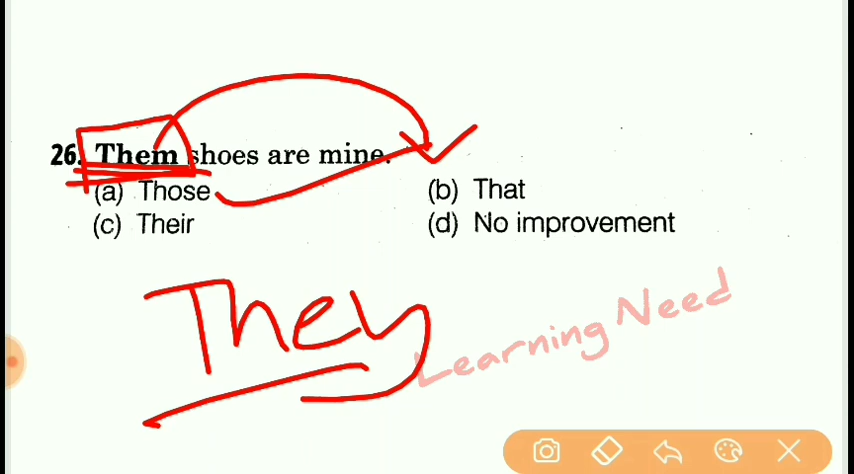 26. Them shoes are mine.
(a) Those (b) That
(c) Their (d) No improvement
They
Learning Need